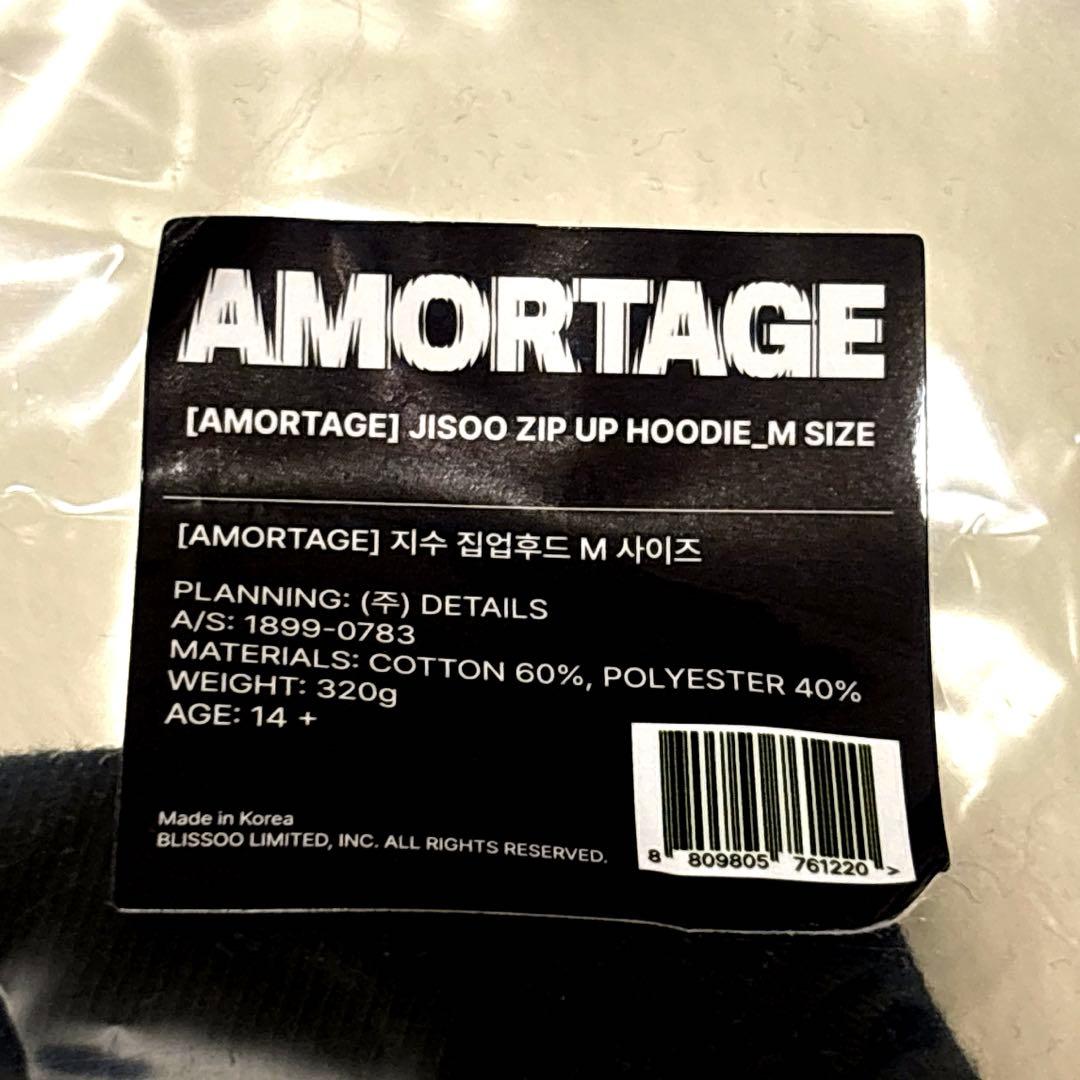 AMORTAGE
[AMORTAGE] JISOO ZIP UP HOODIE_M SIZE
[AMORTAGE] 지수 집업후드 M 사이즈
PLANNING: (주) DETAILS
A/S: 1899-0783
MATERIALS: COTTON 60%, POLYESTER 40%
WEIGHT: 320g
AGE: 14 +
Made in Korea
BLISSOO LIMITED, INC. ALL RIGHTS RESERVED.
8 809805 761220 >